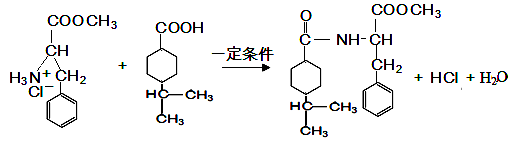 COOCH₃
CH
H₃N⁺
CH₂
Cl⁻
+
COOH
HC-CH₃
CH₃
一定条件
O
C
NH-CH
COOCH₃
CH₂
HC-CH₃
CH₃
+ HCl + H₂O